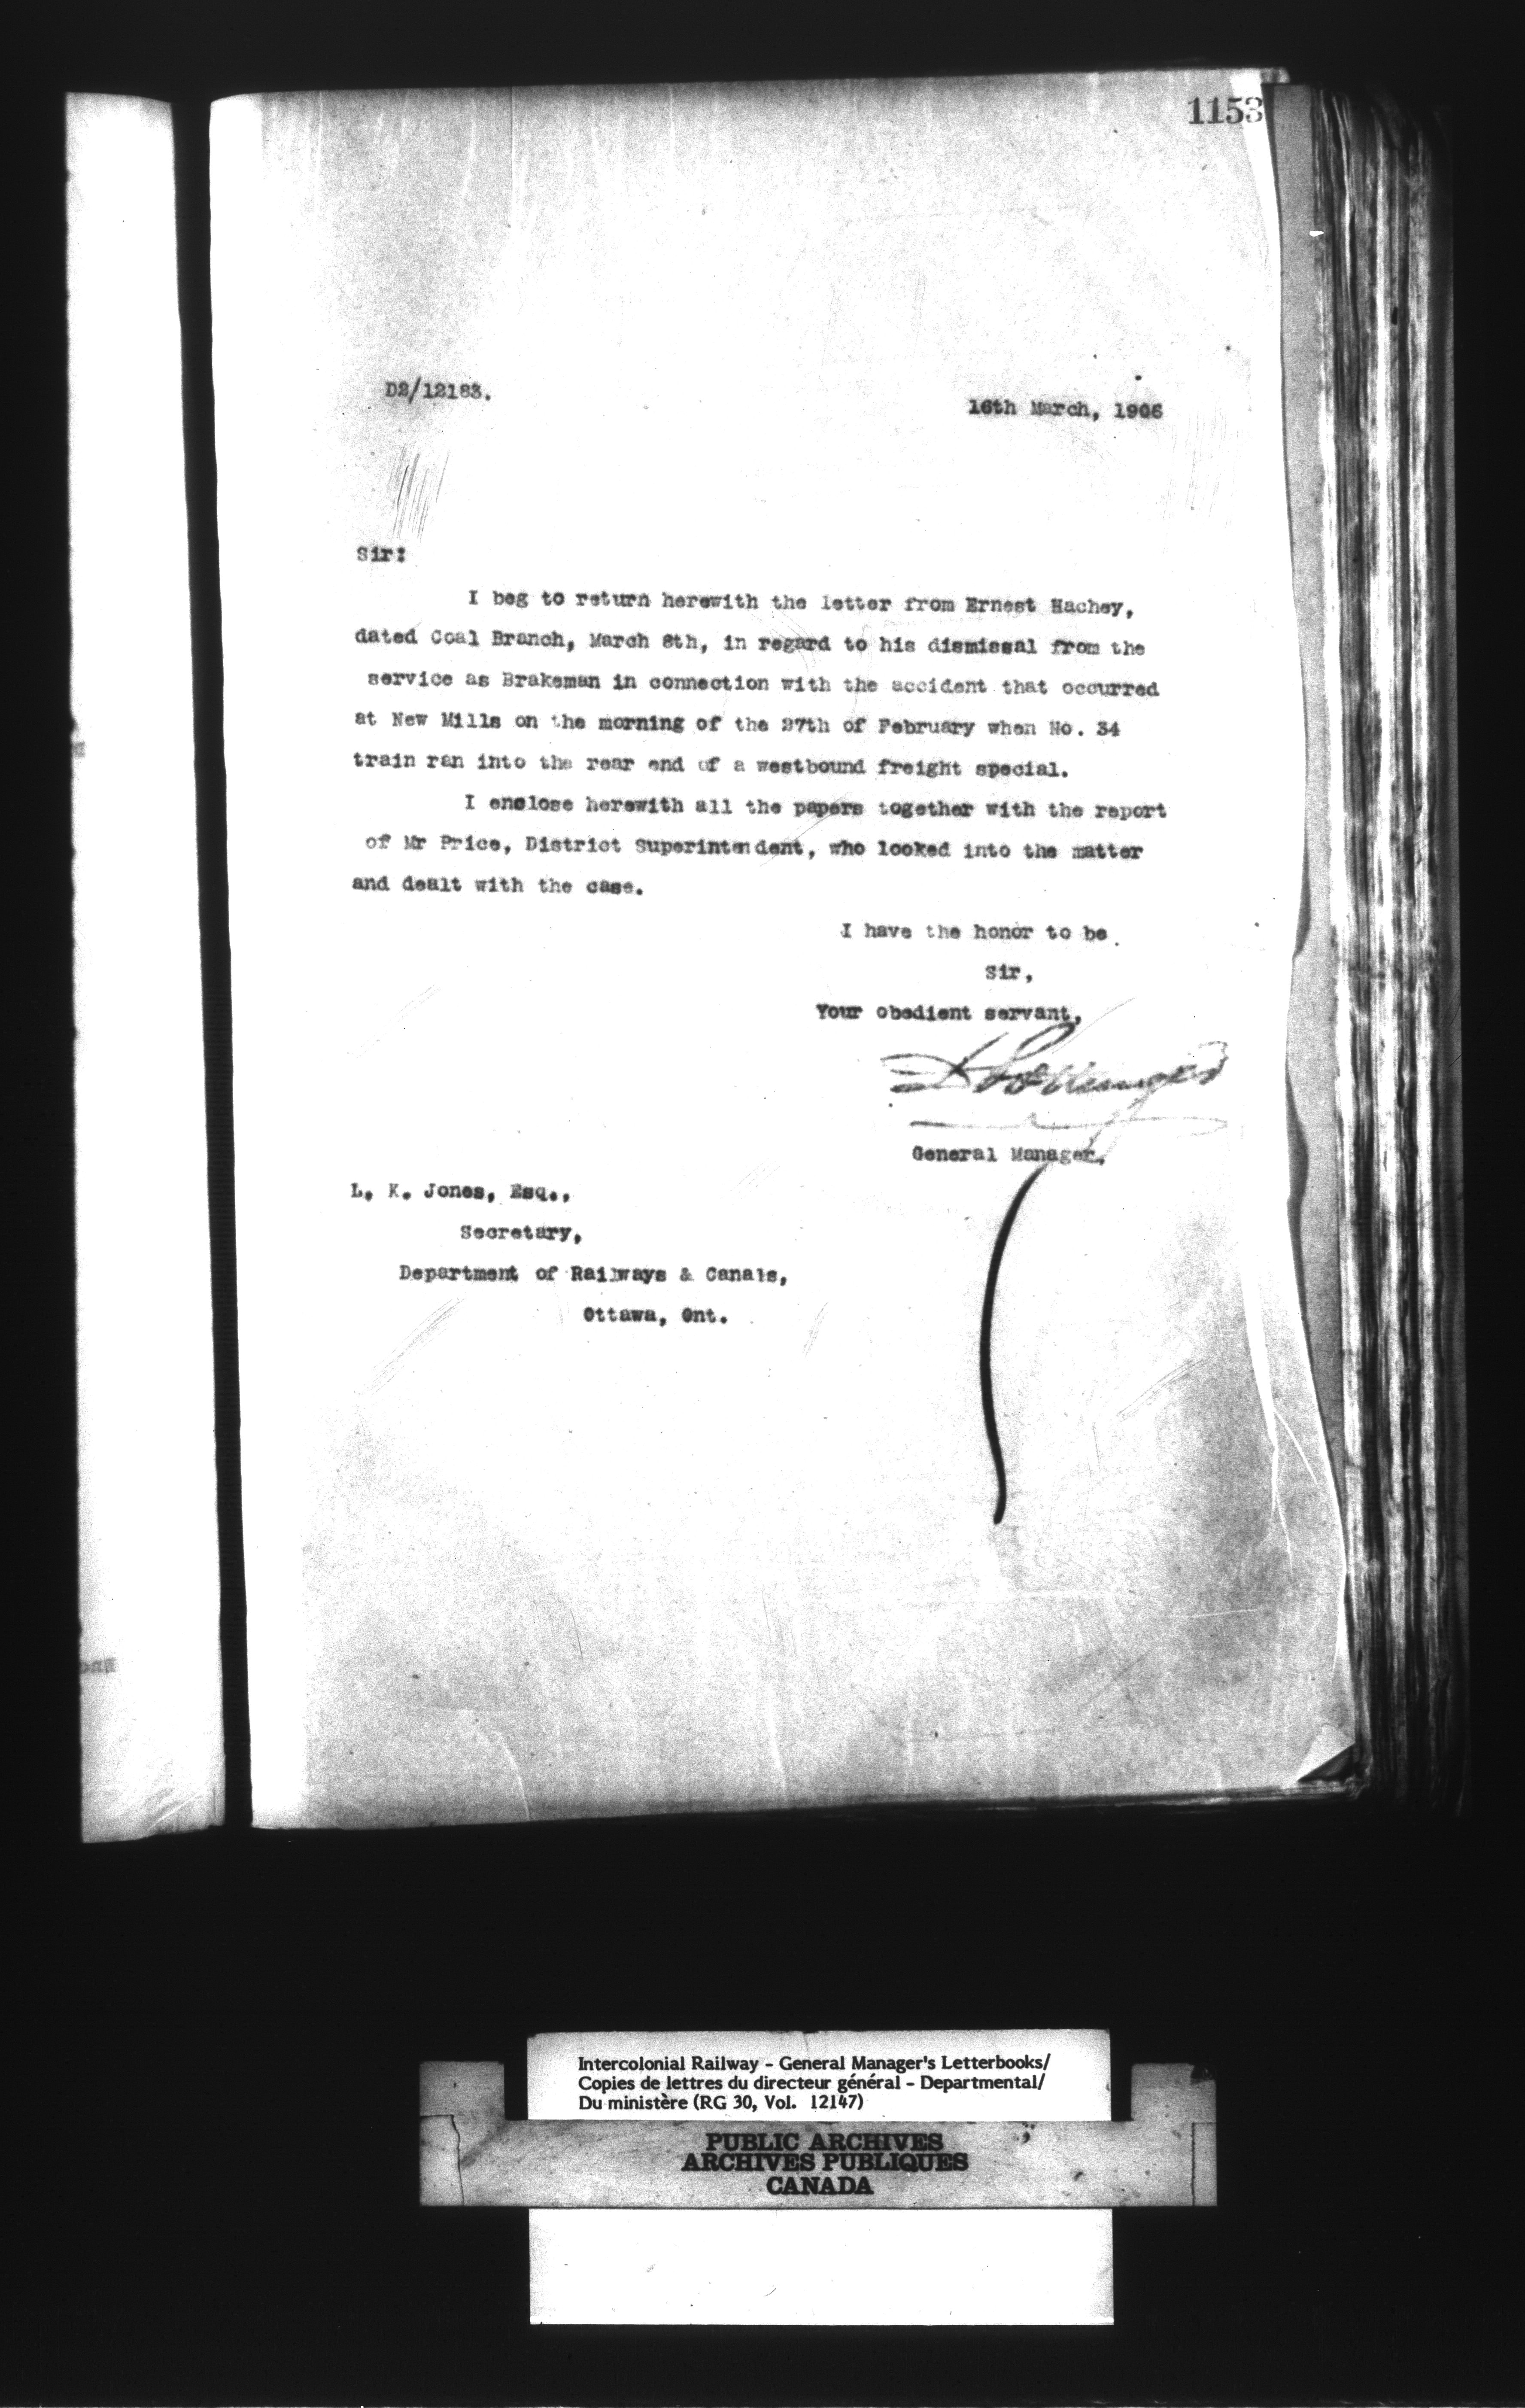 1153
D2/12183.
16th March, 1906
Sir:
I beg to return herewith the letter from Ernest Hachey,
dated Coal Branch, March 8th, in regard to his dismissal from the
service as Brakeman in connection with the accident that occurred
at New Mills on the morning of the 27th of February when No. 34
train ran into the rear end of a westbound freight special.
I enclose herewith all the papers together with the report
of Mr Price, District Superintendent, who looked into the matter
and dealt with the case.
I have the honor to be
Sir,
Your obedient servant,
D Pottinger
General Manager.
L. K. Jones, Esq.,
Secretary,
Department of Railways & Canals,
Ottawa, Ont.
Intercolonial Railway - General Manager's Letterbooks/
Copies de lettres du directeur général - Departmental/
Du ministère (RG 30, Vol. 12147)
PUBLIC ARCHIVES
ARCHIVES PUBLIQUES
CANADA